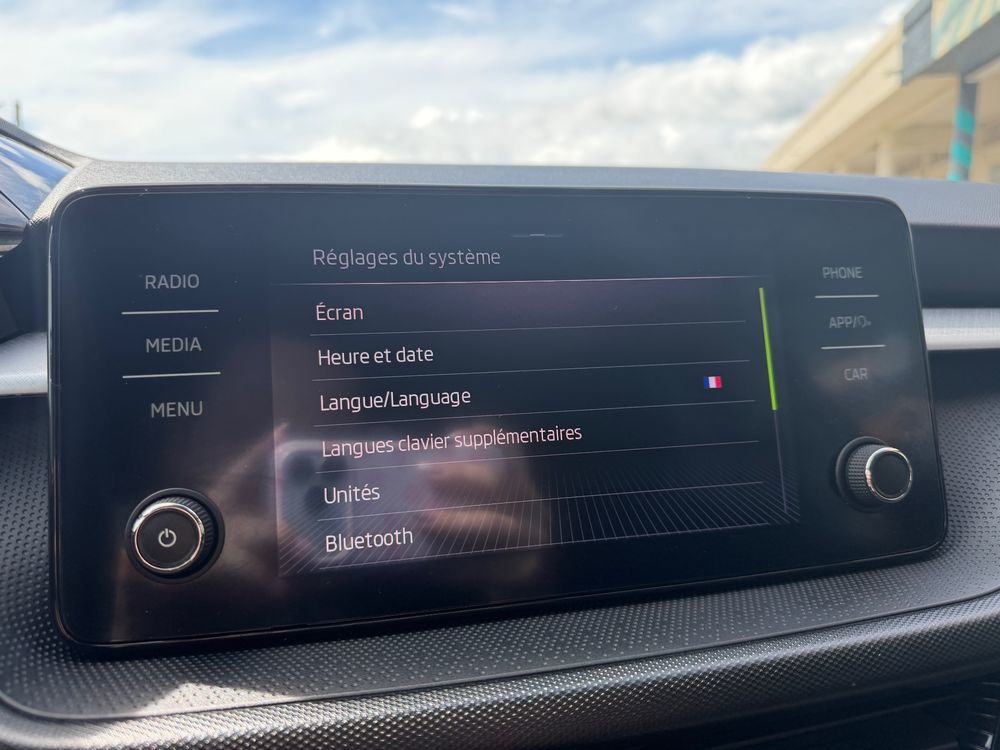 Réglages du système
RADIO
MEDIA
MENU
Écran
Heure et date
Langue/Language
Langues clavier supplémentaires
Unités
Bluetooth
PHONE
APP/
CAR